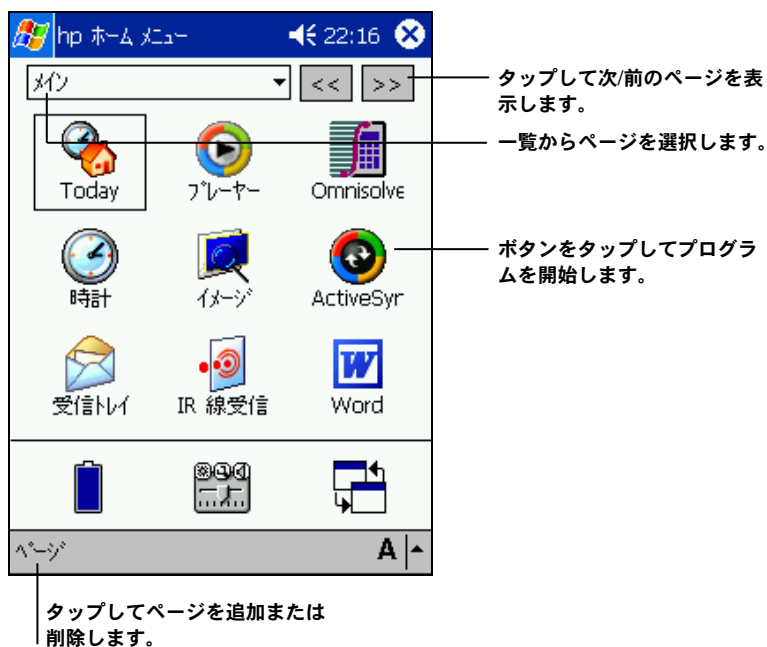 hp ホーム メニュー 22:16
メイン << >>
タップして次/前のページを表
示します。
一覧からページを選択します。
Today プレーヤー Omnisolve
ボタンをタップしてプログラ
ムを開始します。
時計 イメージ ActiveSyr
受信トレイ IR 線受信 Word
ページ A
タップしてページを追加または
削除します。